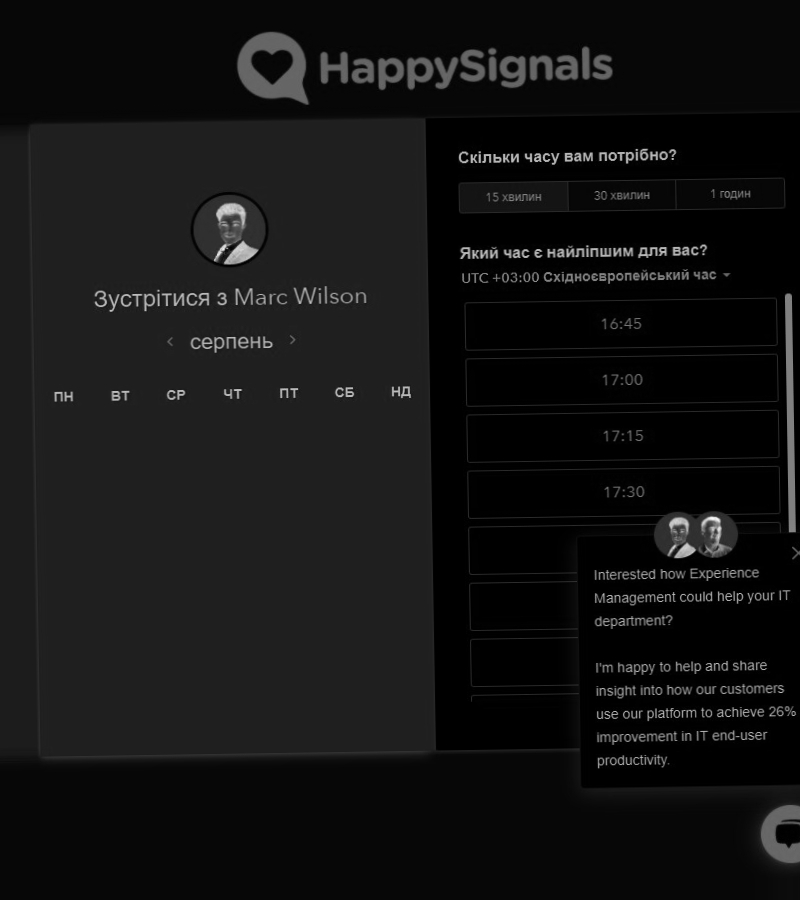 HappySignals
Зустрітися з Marc Wilson
серпень
ПН ВТ СР ЧТ ПТ СБ НД
Скільки часу вам потрібно?
15 хвилин 30 хвилин 1 годин
Який час є найліпшим для вас?
UTC +03:00 Східноєвропейський час
16:45
17:00
17:15
17:30
Interested how Experience
Management could help your IT
department?
I'm happy to help and share
insight into how our customers
use our platform to achieve 26%
improvement in IT end-user
productivity.